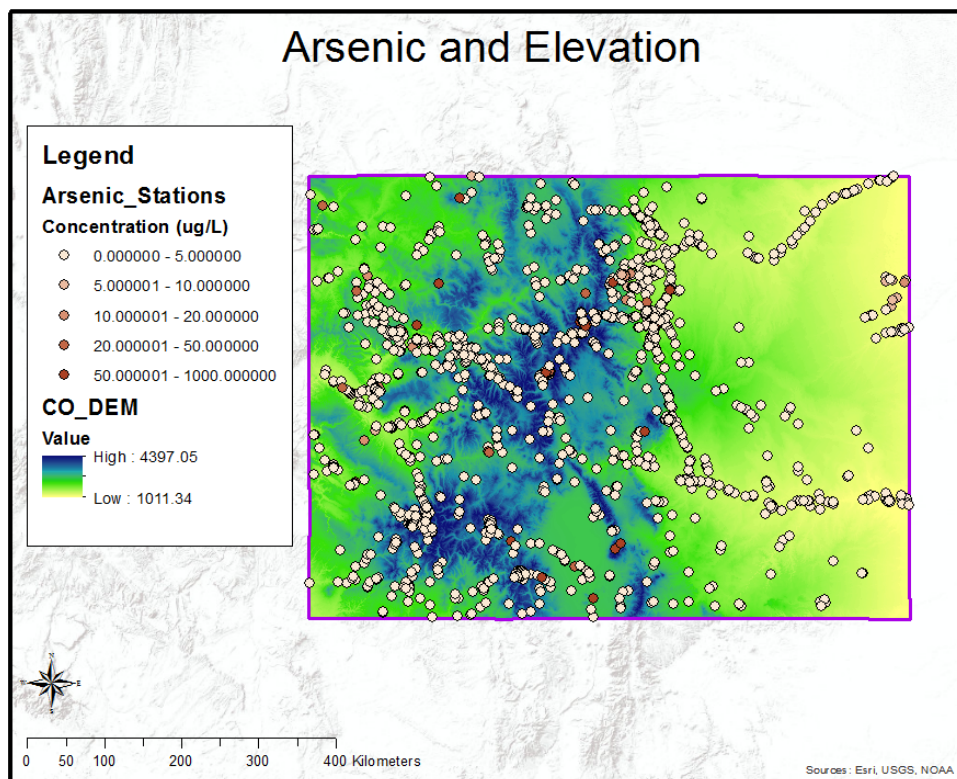 Arsenic and Elevation
Legend
Arsenic_Stations
Concentration (ug/L)
0.000000 - 5.000000
5.000001 - 10.000000
10.000001 - 20.000000
20.000001 - 50.000000
50.000001 - 1000.000000
CO_DEM
Value
High : 4397.05
Low : 1011.34
N
W E
S
0 50 100 200 300 400 Kilometers
Sources: Esri, USGS, NOAA